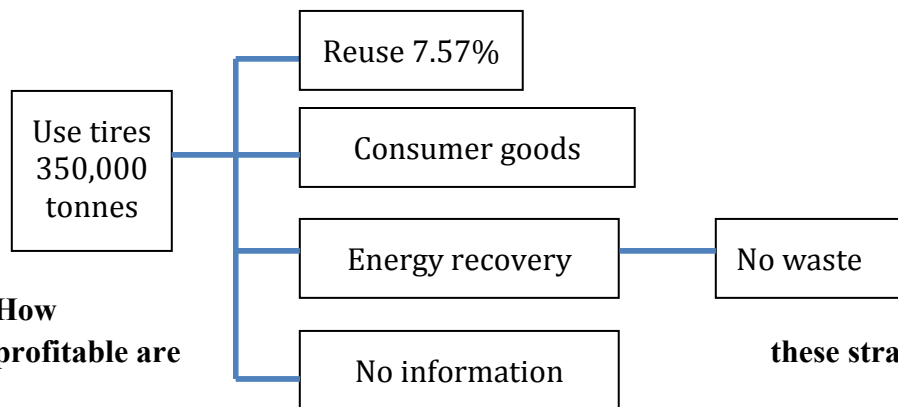 Reuse 7.57%
Use tires
350,000
tonnes
Consumer goods
Energy recovery
No waste
How
profitable are
these stra
No information